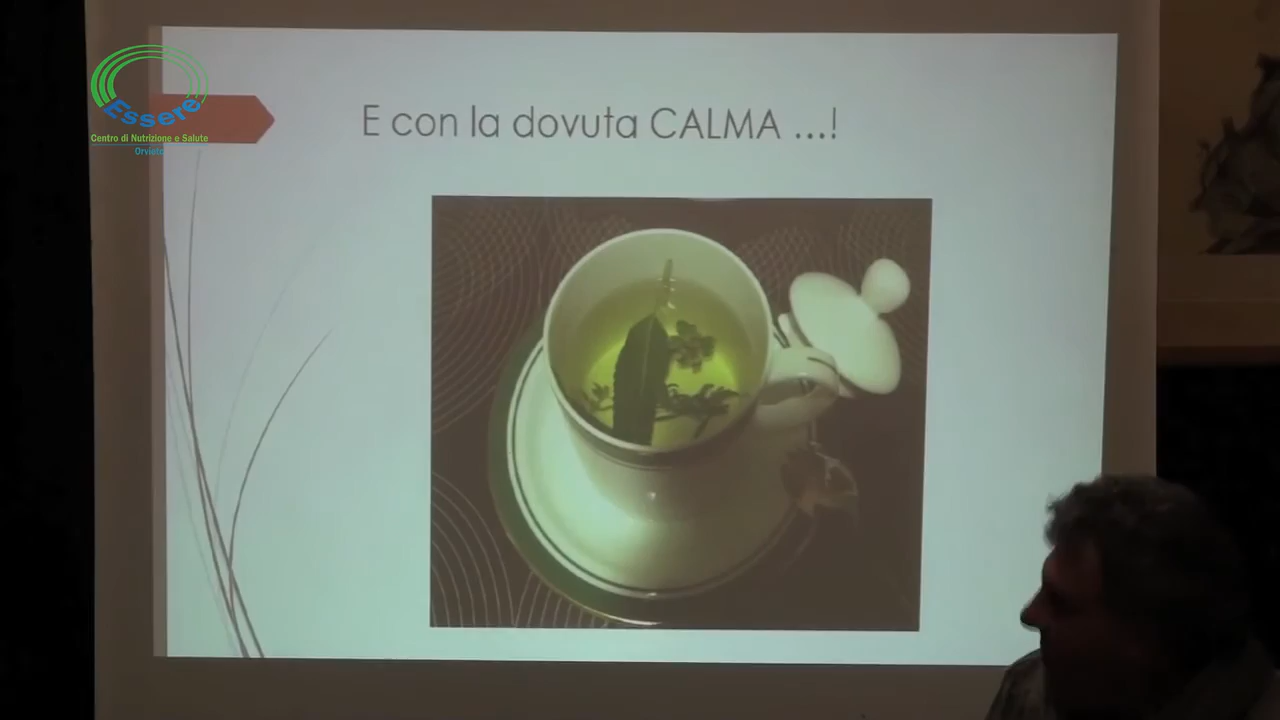 Essere
Centro di Nutrizione e Salute
Orvieto
E con la dovuta CALMA ...!